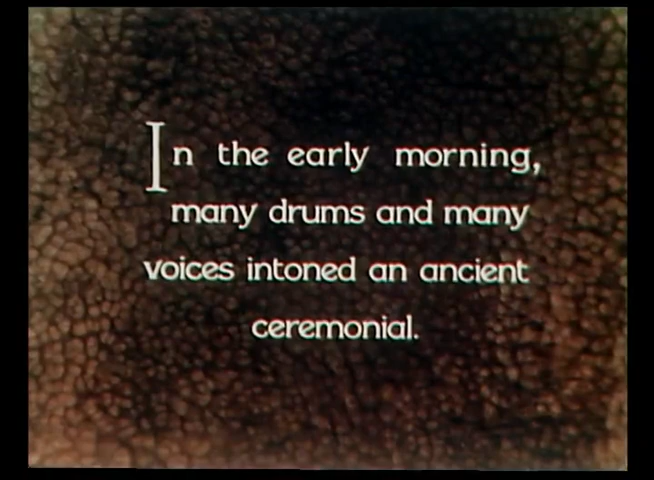 In the early morning,
many drums and many
voices intoned an ancient
ceremonial.